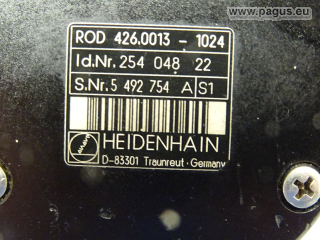 www.pagus.eu
ROD 426.0013 - 1024
Id.Nr. 254 048 22
S.Nr. 5 492 754 A S1
HEIDENHAIN
D-83301 Traunreut · Germany